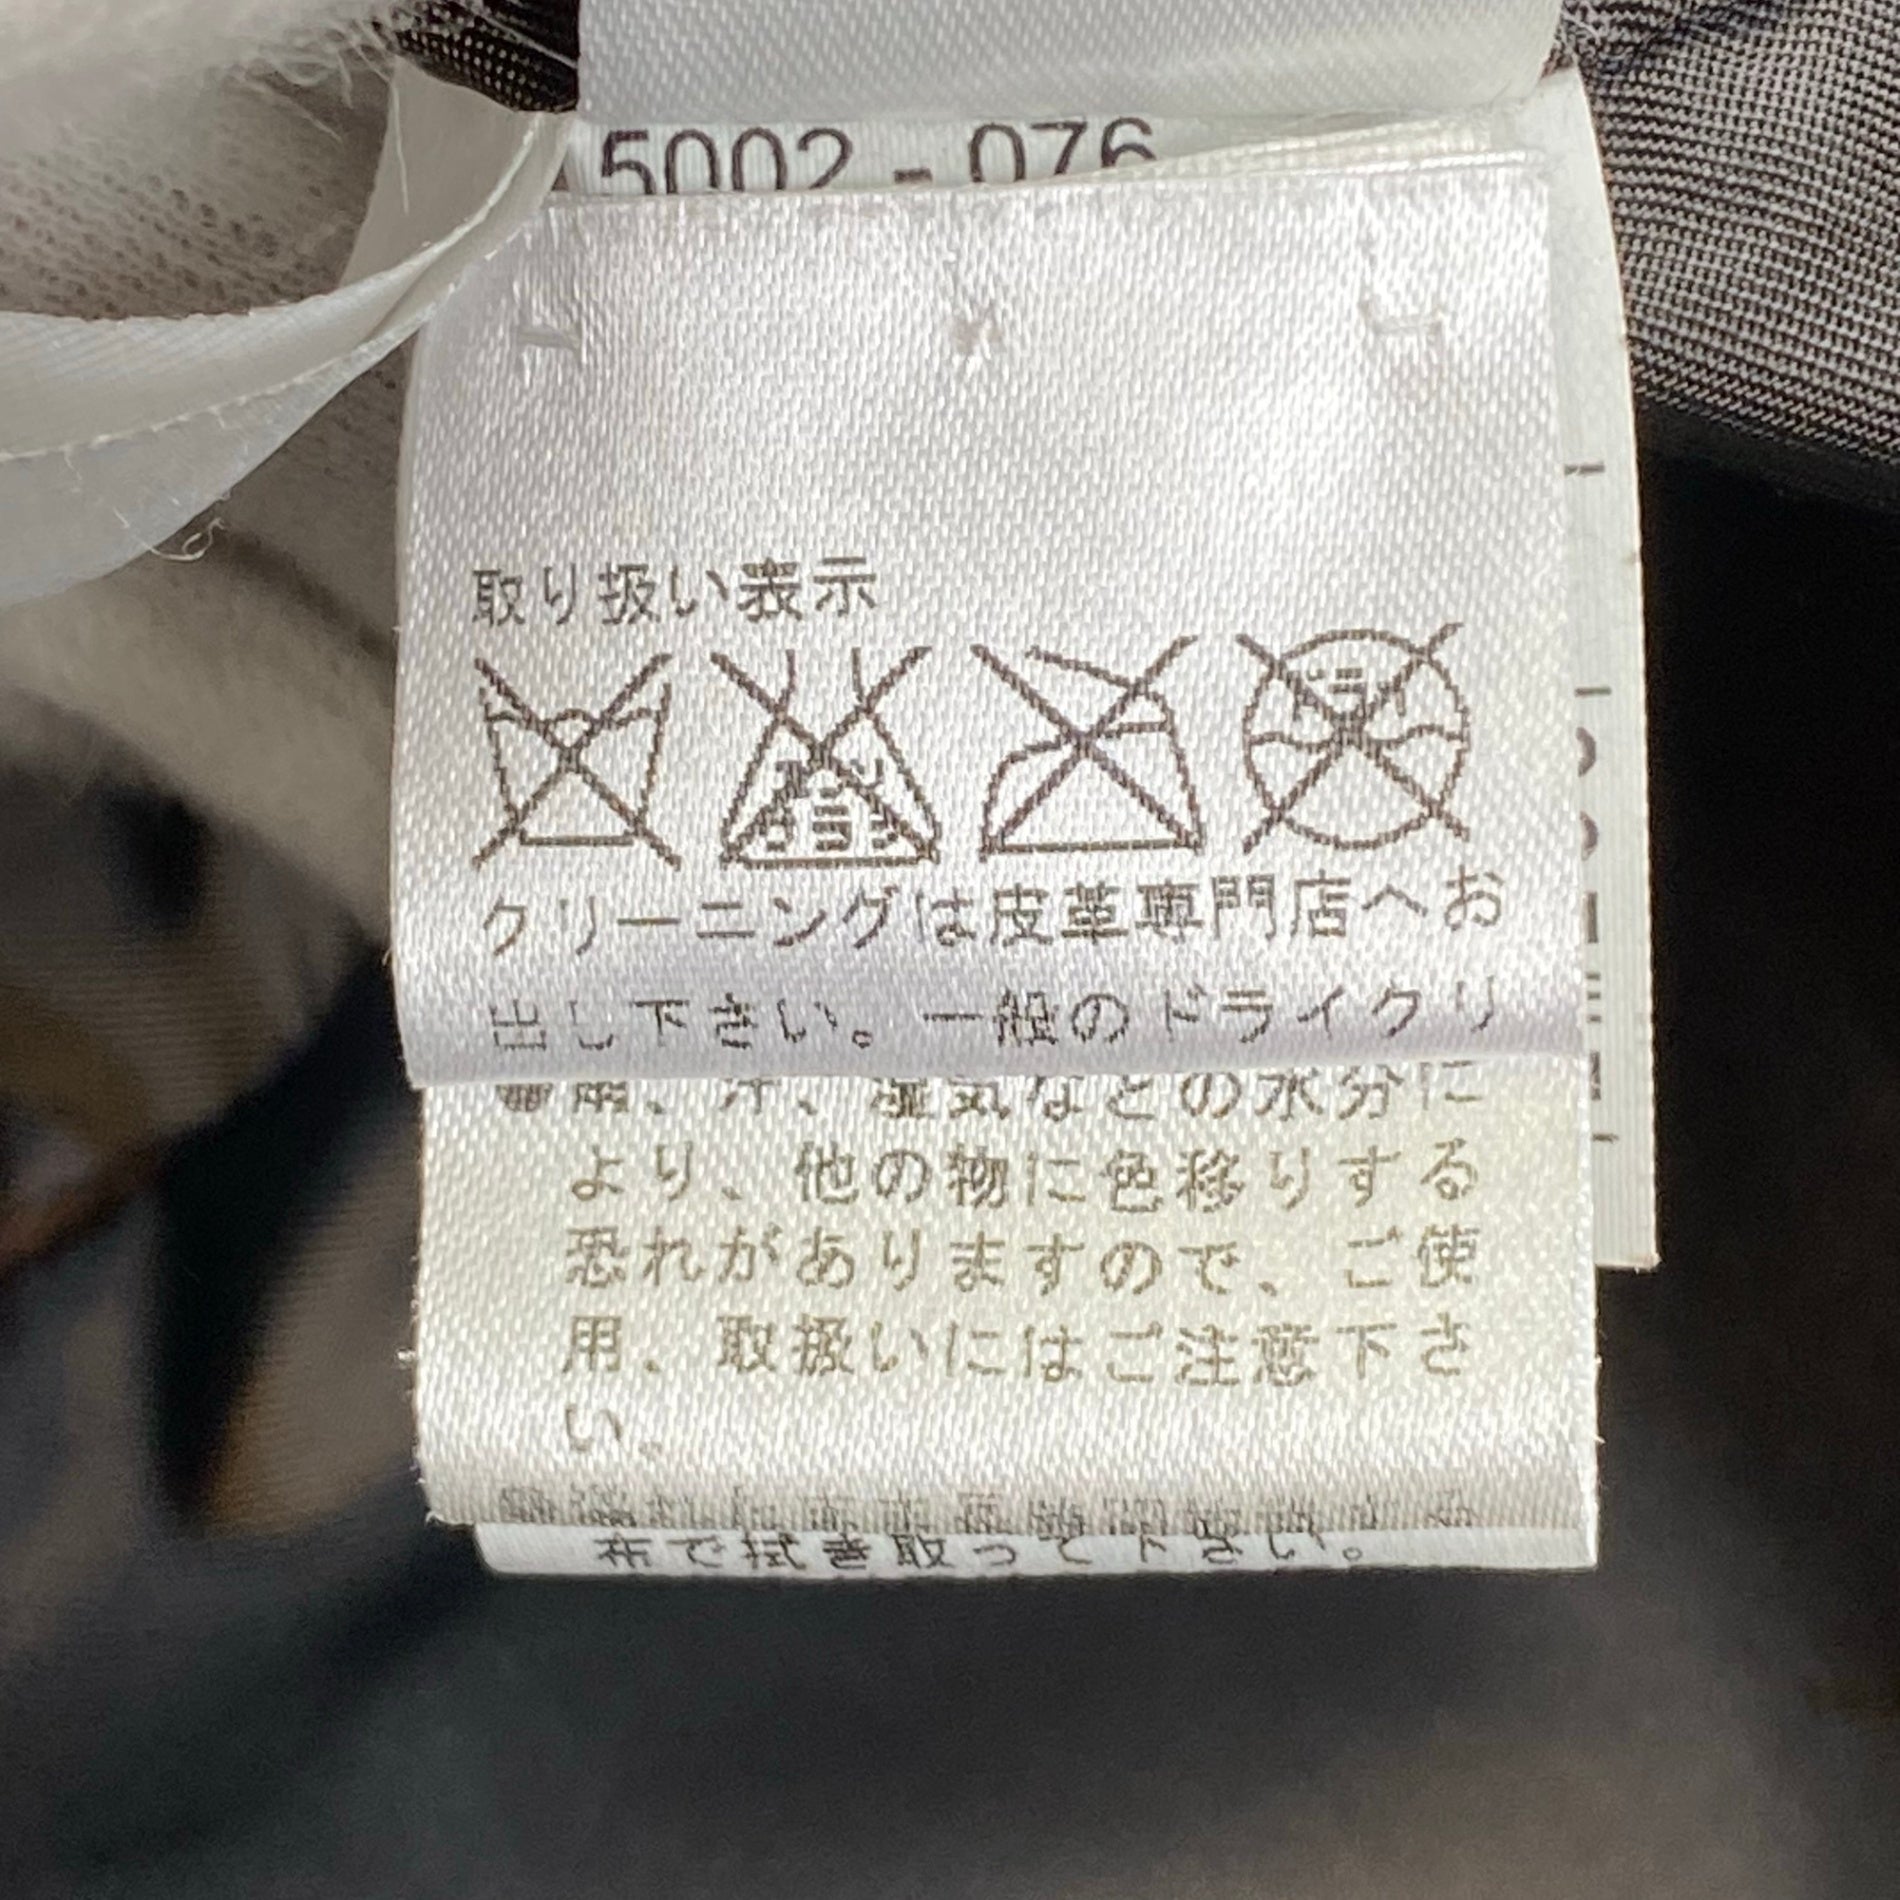 5002 - 076
取り扱い表示
クリーニングは皮革専門店へお
出し下さい。一般のドライクリ
●雨、汗、湿気などの水分に
より、他の物に色移りする
恐れがありますので、ご使
用、取扱いにはご注意下さ
い。
布で拭き取って下さい。